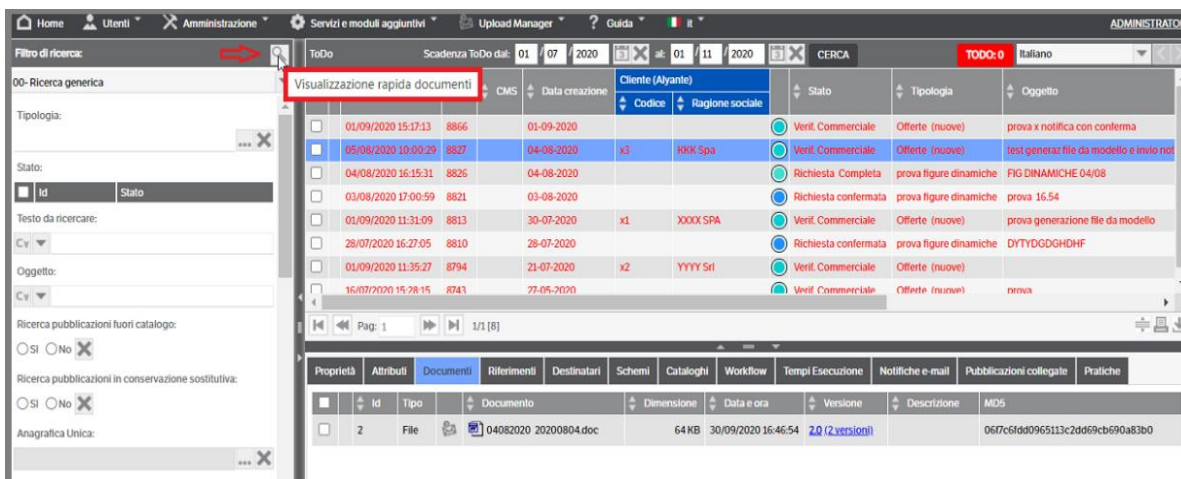 Home Utenti Amministrazione Servizi e moduli aggiuntivi Upload Manager ? Guida It ADMINISTRATO
Filtro di ricerca: ToDo Scadenza ToDo dal: 01 / 07 / 2020 al: 01 / 11 / 2020 CERCA TODO: 0 Italiano
00- Ricerca generica
Visualizzazione rapida documenti
CMS Data creazione Cliente (Alyante) Codice Ragione sociale Stato Tipologia Oggetto
Tipologia:
...
Stato:
Id Stato
Testo da ricercare:
Oggetto:
Ricerca pubblicazioni fuori catalogo:
SI No
Ricerca pubblicazioni in conservazione sostitutiva:
SI No
Anagrafica Unica:
...
01/09/2020 15:17:13 8866 01-09-2020 Verif. Commerciale Offerte (nuove) prova x notifica con conferma
05/08/2020 10:00:29 8827 04-08-2020 x3 KKK Spa Verif. Commerciale Offerte (nuove) test generaz file da modello e invio not
04/08/2020 16:15:31 8826 04-08-2020 Richiesta Completa prova figure dinamiche FIG DINAMICHE 04/08
03/08/2020 17:00:59 8821 03-08-2020 Richiesta confermata prova figure dinamiche prova 16.54
01/09/2020 11:31:09 8813 30-07-2020 x1 XXXX SPA Verif. Commerciale Offerte (nuove) prova generazione file da modello
28/07/2020 16:27:05 8810 28-07-2020 Richiesta confermata prova figure dinamiche DYTYDGDGHDHF
01/09/2020 11:35:27 8794 21-07-2020 x2 YYYY Srl Verif. Commerciale Offerte (nuove)
16/07/2020 15:28:15 8743 27-05-2020 Verif. Commerciale Offerte (nuove) prova
Pag: 1 1/1 [8]
Proprietà Attributi Documenti Riferimenti Destinatari Schemi Cataloghi Workflow Tempi Esecuzione Notifiche e-mail Pubblicazioni collegate Pratiche
Id Tipo Documento Dimensione Data e ora Versione Descrizione MD5
2 File 04082020 20200804.doc 64 KB 30/09/2020 16:46:54 2.0 (2 versioni) 06f7c6fdd0965113c2dd69cb690a83b0